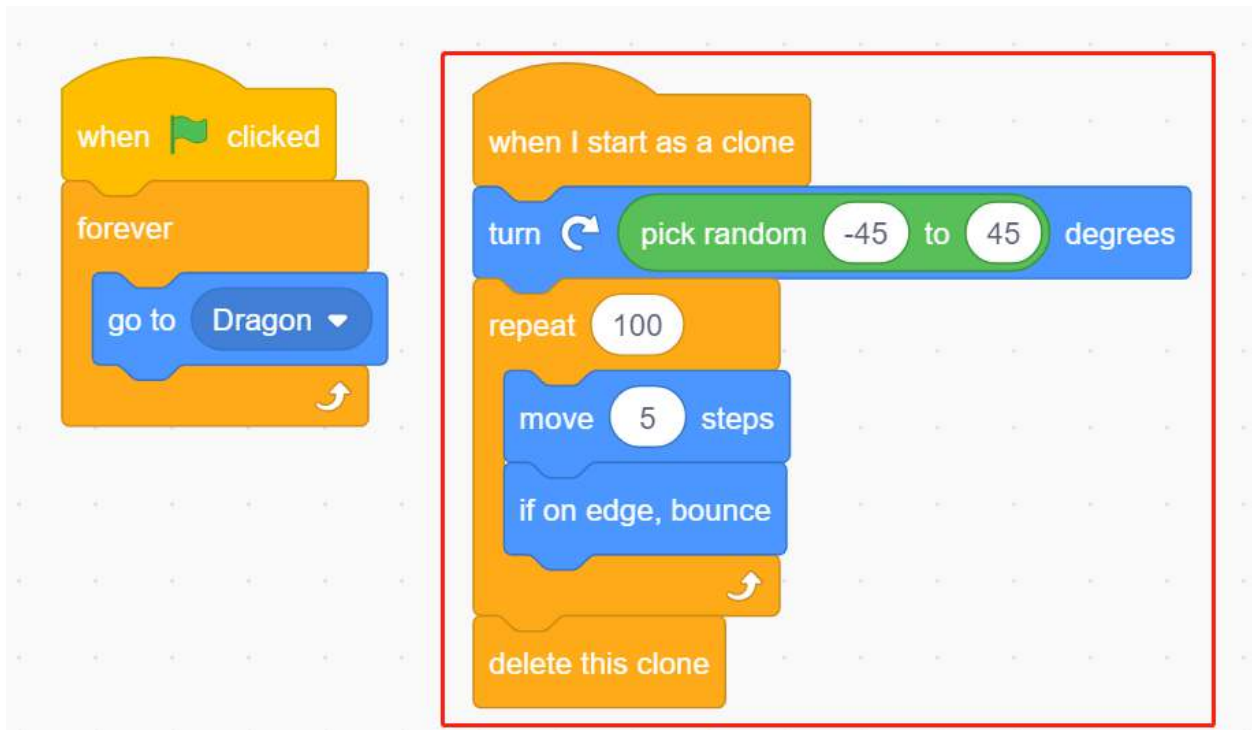 when clicked
forever
go to Dragon
when I start as a clone
turn pick random -45 to 45 degrees
repeat 100
move 5 steps
if on edge, bounce
delete this clone